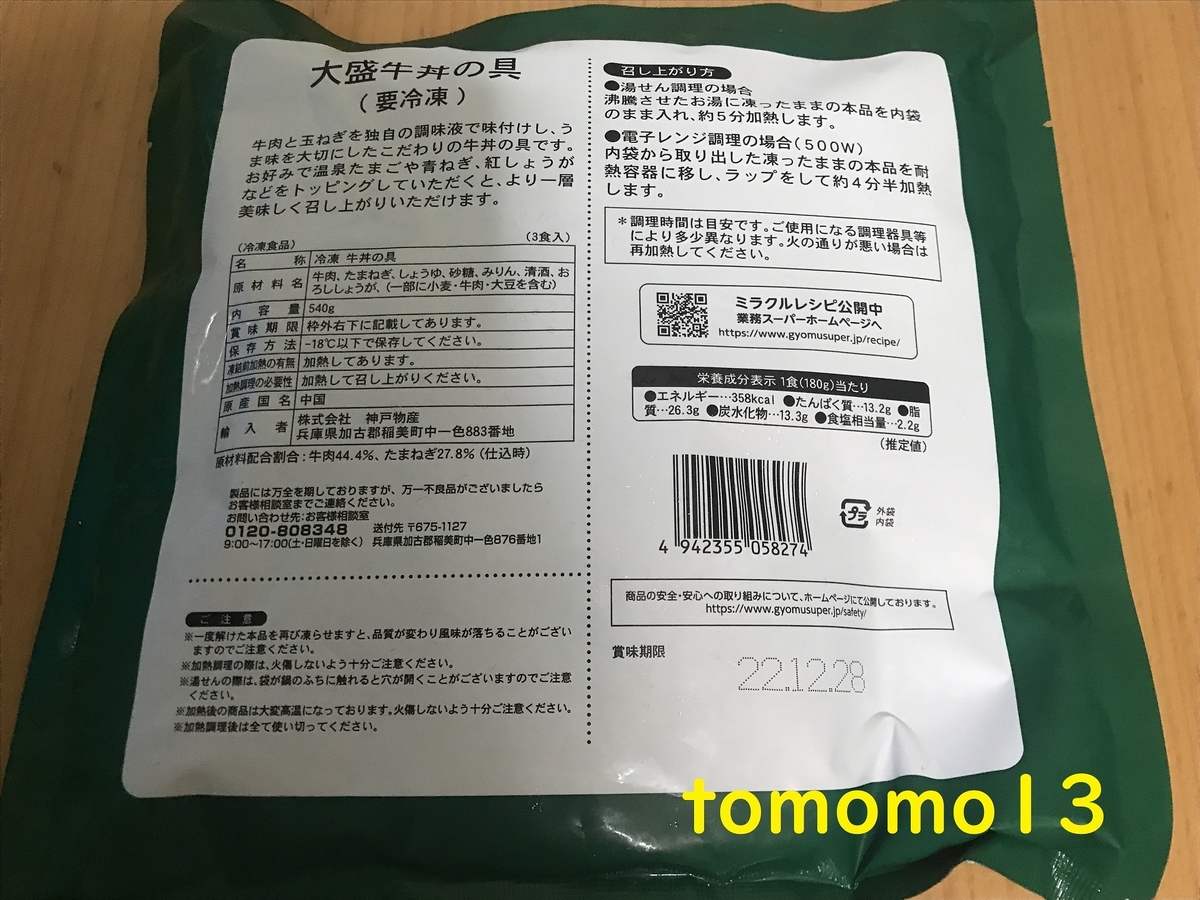 大盛牛丼の具
(要冷凍)
牛肉と玉ねぎを独自の調味液で味付けし、う
ま味を大切にしたこだわりの牛丼の具です。
お好みで温泉たまごや青ねぎ、紅しょうが
などをトッピングしていただくと、より一層
美味しく召し上がりいただけます。
(冷凍食品)
(3食入)
名称 冷凍 牛丼の具
原材料名 牛肉、たまねぎ、しょうゆ、砂糖、みりん、清酒、お
ろししょうが、(一部に小麦・牛肉・大豆を含む)
内容量 540g
賞味期限 枠外右下に記載してあります。
保存方法 -18℃以下で保存してください。
凍結前加熱の有無 加熱してあります。
加熱調理の必要性 加熱して召し上がりください。
原産国名 中国
輸入者 株式会社 神戸物産
兵庫県加古郡稲美町中一色883番地
原材料配合割合:牛肉44.4%、たまねぎ27.8%(仕込時)
製品には万全を期しておりますが、万一不良品がございましたら
お客様相談室までご連絡ください。
お問い合わせ先:お客様相談室
0120-808348 送付先 〒675-1127
9:00~17:00(土・日曜日を除く) 兵庫県加古郡稲美町中一色876番地1
ご注意
※一度解けた本品を再び凍らせますと、品質が変わり風味が落ちることがござい
ますのでご注意ください。
※加熱調理の際は、火傷しないよう十分ご注意ください。
※湯せんの際は、袋が鍋のふちに触れると穴が開くことがございますのでご注意
ください。
※加熱後の商品は大変高温になっております。火傷しないよう十分ご注意ください。
※加熱調理後は全て使い切ってください。
召し上がり方
●湯せん調理の場合
沸騰させたお湯に凍ったままの本品を内袋
のまま入れ、約5分加熱します。
●電子レンジ調理の場合(500W)
内袋から取り出した凍ったままの本品を耐
熱容器に移し、ラップをして約4分半加熱
します。
＊調理時間は目安です。ご使用になる調理器具等
により多少異なります。火の通りが悪い場合は
再加熱してください。
ミラクルレシピ公開中
業務スーパーホームページへ
https://www.gyomusuper.jp/recipe/
栄養成分表示 1食(180g)当たり
●エネルギー…358kcal ●たんぱく質…13.2g ●脂
質…26.3g ●炭水化物…13.3g ●食塩相当量…2.2g
(推定値)
4 942355 058274
プラ
外袋
内袋
商品の安全・安心への取り組みについて、ホームページにて公開しております。
https://www.gyomusuper.jp/safety/
賞味期限
22.12.28
tomomo13